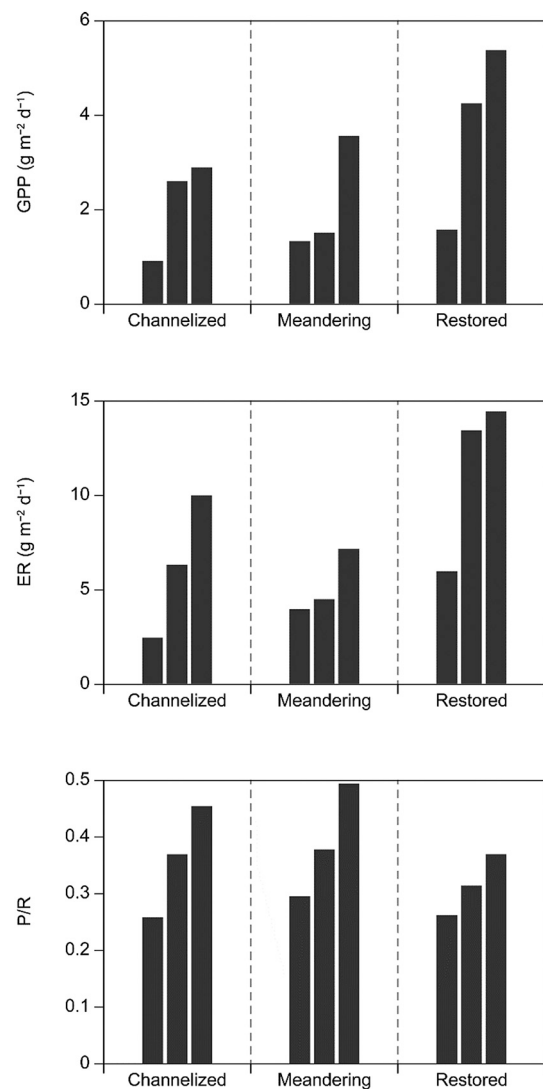 6
4
2
0
GPP (g m⁻² d⁻¹)
Channelized Meandering Restored
15
10
5
0
ER (g m⁻² d⁻¹)
Channelized Meandering Restored
0.5
0.4
0.3
0.2
0.1
0
P/R
Channelized Meandering Restored